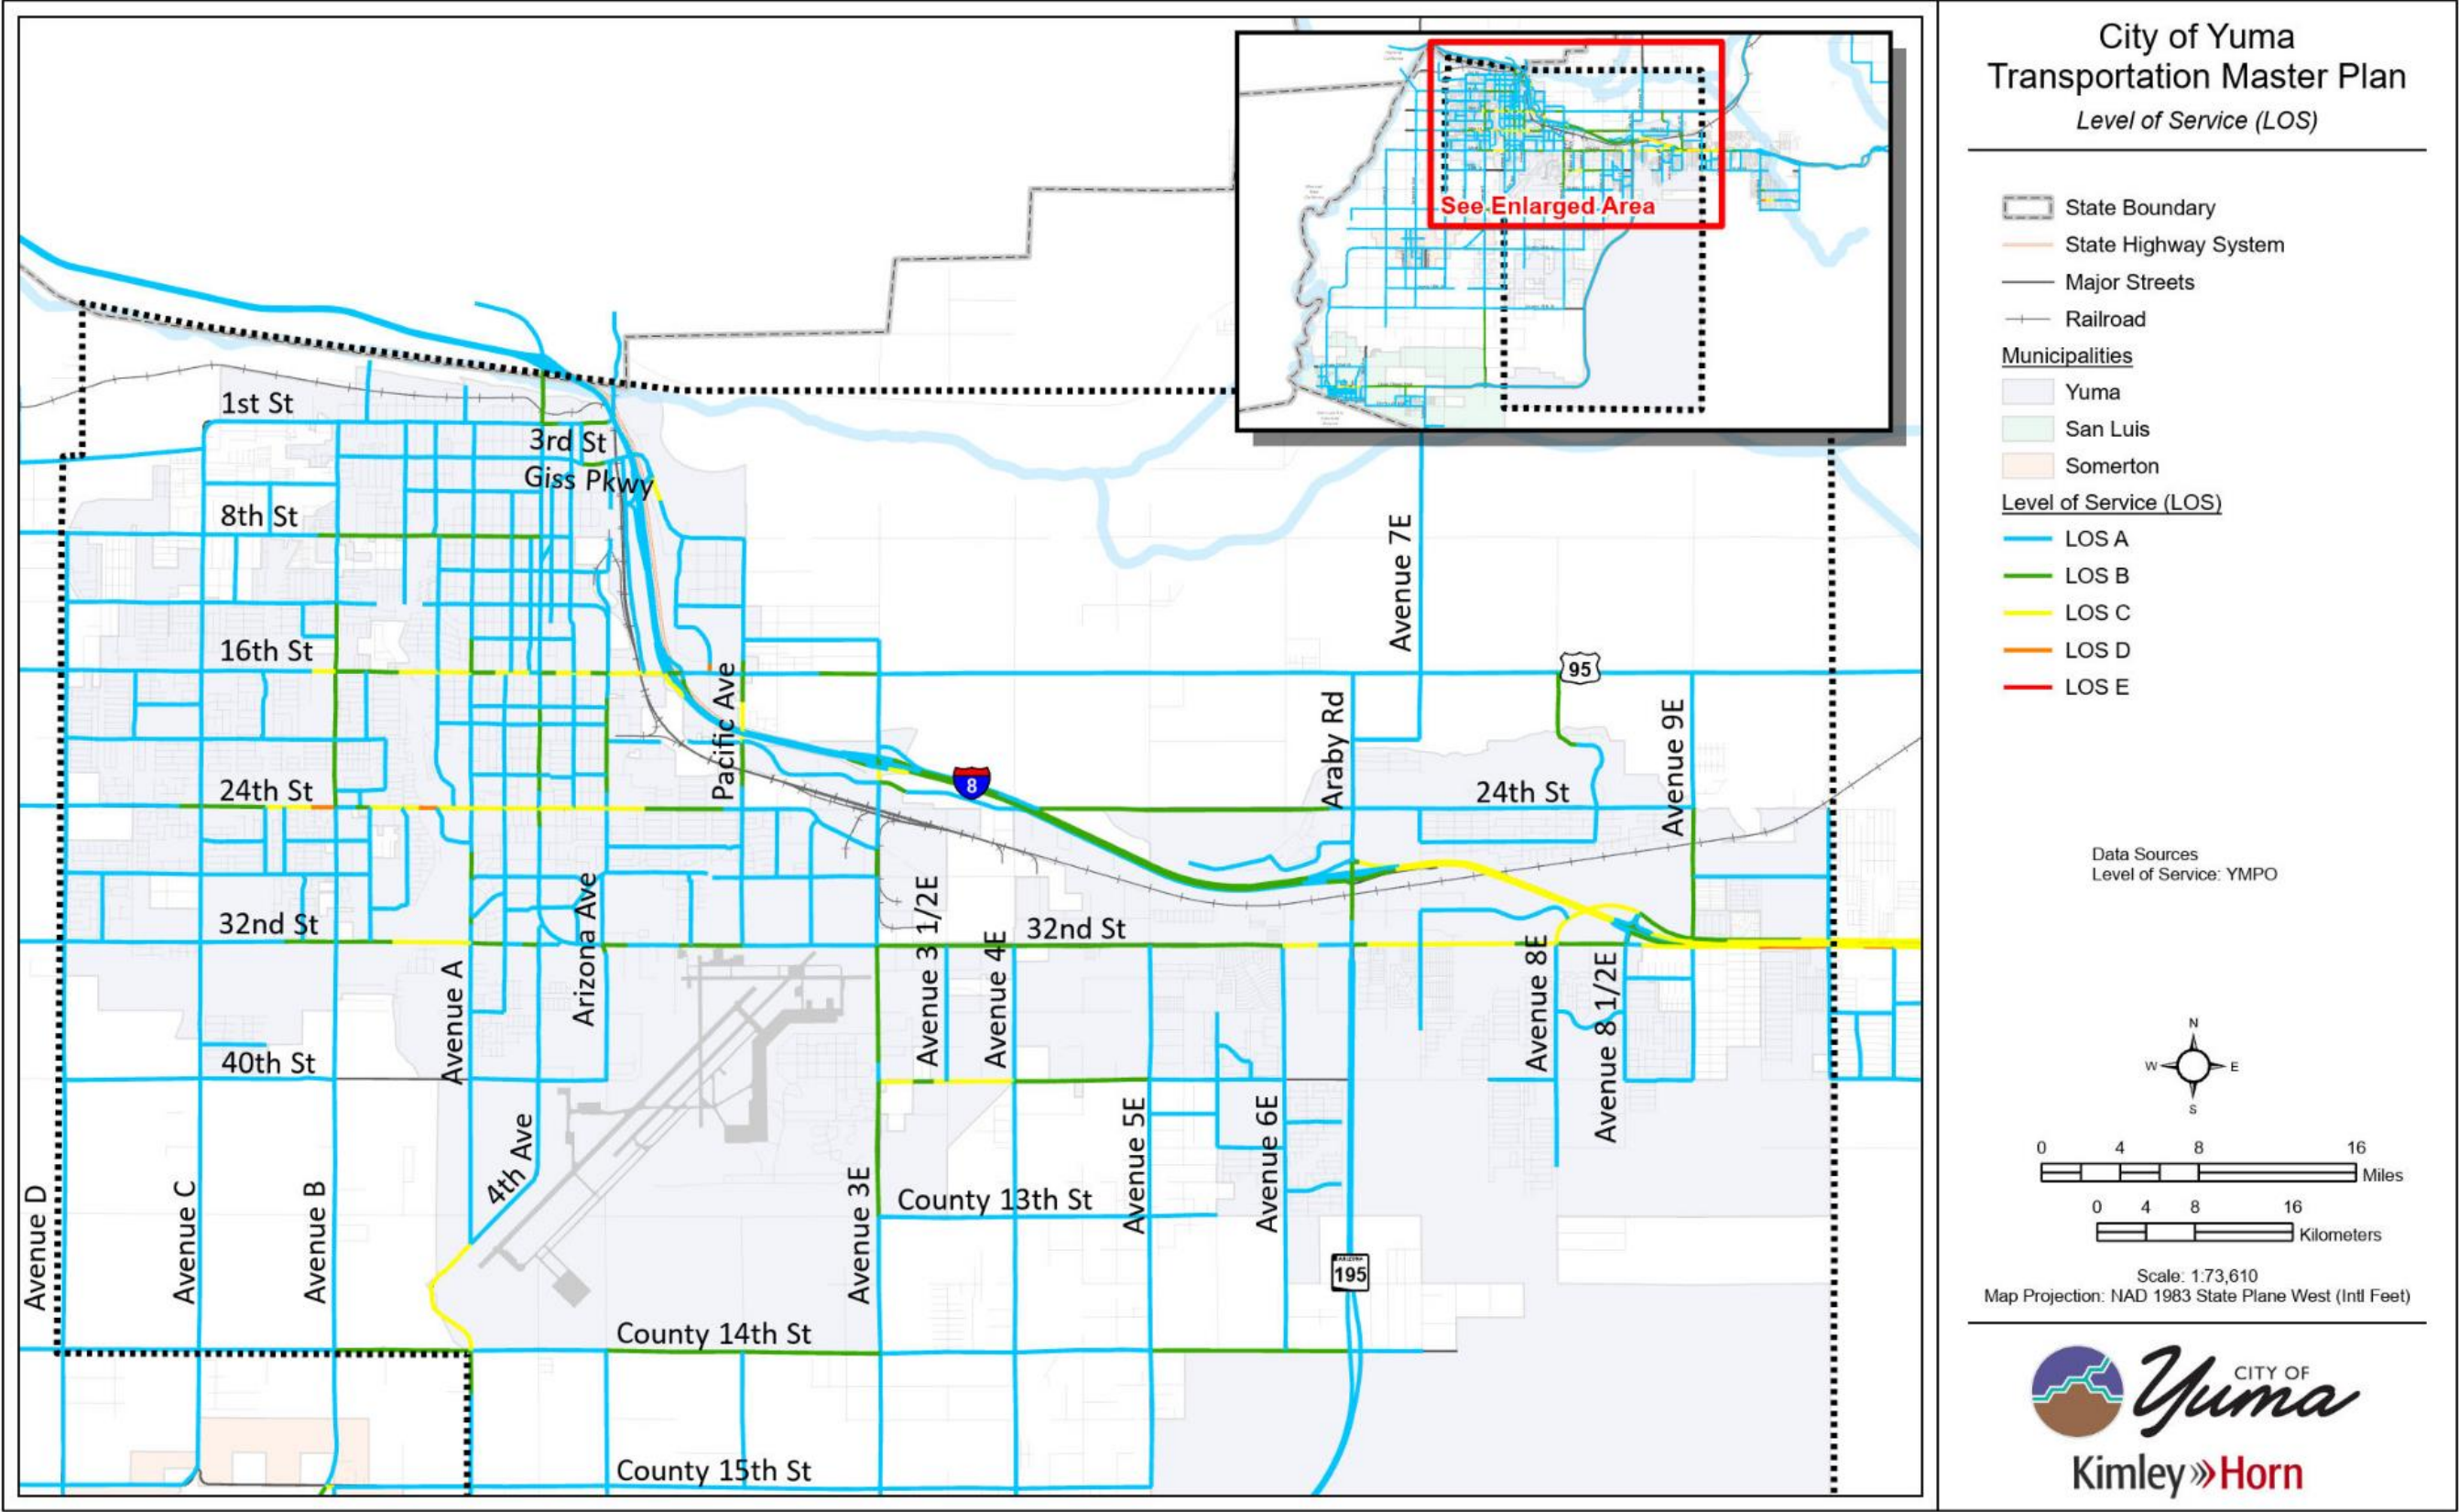 City of Yuma
Transportation Master Plan
Level of Service (LOS)
State Boundary
State Highway System
Major Streets
Railroad
Municipalities
Yuma
San Luis
Somerton
Level of Service (LOS)
LOS A
LOS B
LOS C
LOS D
LOS E
Data Sources
Level of Service: YMPO
N
W
E
S
0 4 8 16
Miles
0 4 8 16
Kilometers
Scale: 1:73,610
Map Projection: NAD 1983 State Plane West (Intl Feet)
CITY OF
Yuma
Kimley»Horn
See Enlarged Area
1st St
3rd St
Giss Pkwy
8th St
16th St
24th St
32nd St
40th St
Avenue D
Avenue C
Avenue B
Avenue A
4th Ave
Arizona Ave
Pacific Ave
Avenue 3E
Avenue 3 1/2E
Avenue 4E
Avenue 5E
Avenue 6E
Araby Rd
Avenue 7E
Avenue 8E
Avenue 8 1/2E
Avenue 9E
24th St
32nd St
County 13th St
County 14th St
County 15th St
8
95
ARIZONA
195